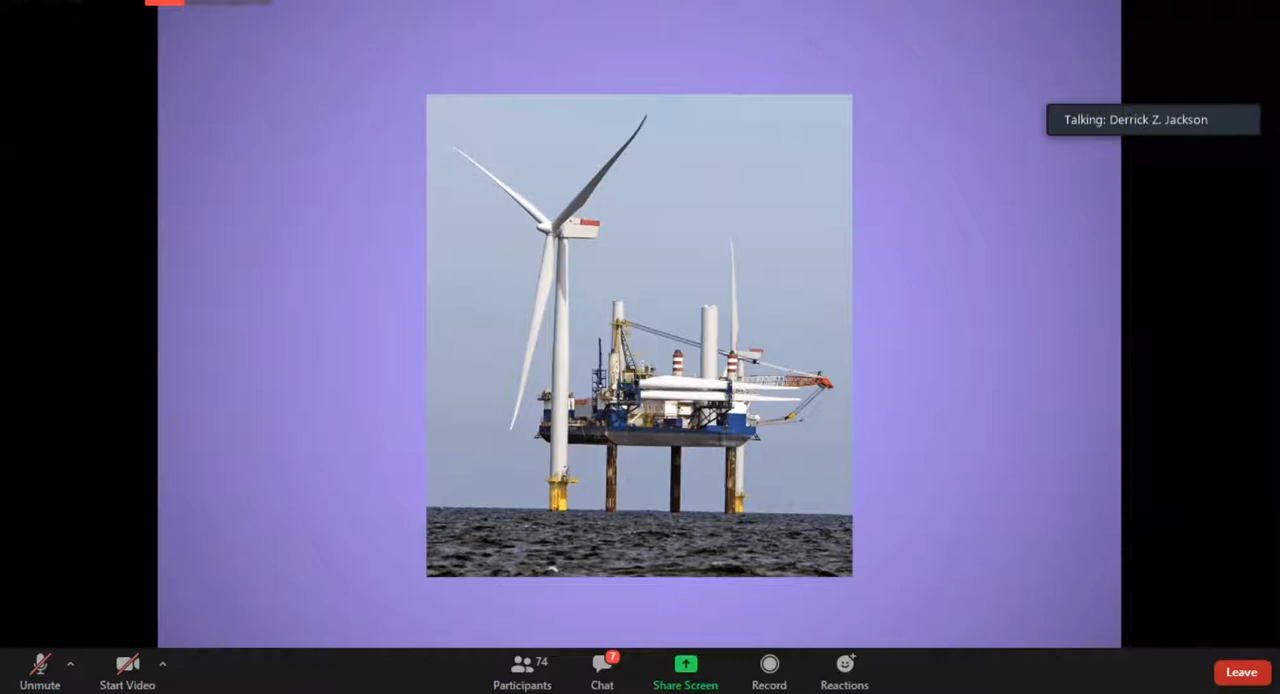 Talking: Derrick Z. Jackson
74
7
Unmute
Start Video
Participants
Chat
Share Screen
Record
Reactions
Leave